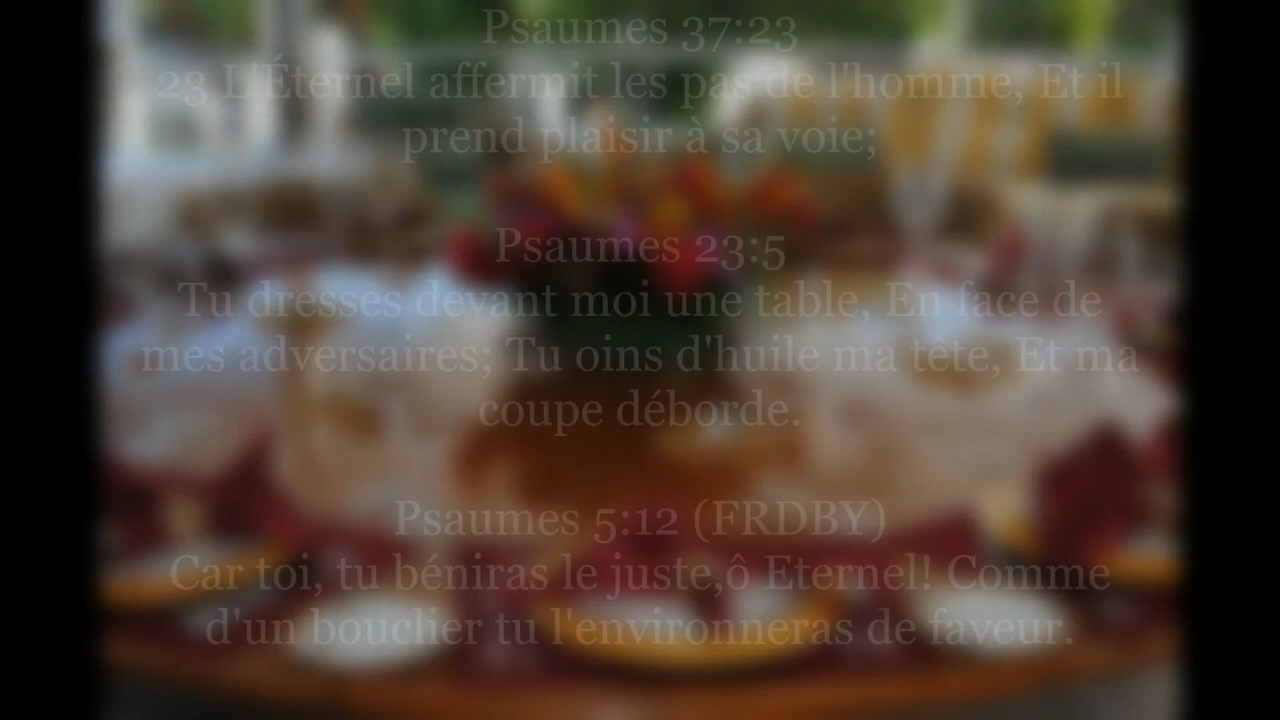 Psaumes 37:23
23 L'Éternel affermit les pas de l'homme, Et il
prend plaisir à sa voie;
Psaumes 23:5
Tu dresses devant moi une table, En face de
mes adversaires; Tu oins d'huile ma tête, Et ma
coupe déborde.
Psaumes 5:12 (FRDBY)
Car toi, tu béniras le juste,ô Eternel! Comme
d'un bouclier tu l'environneras de faveur.